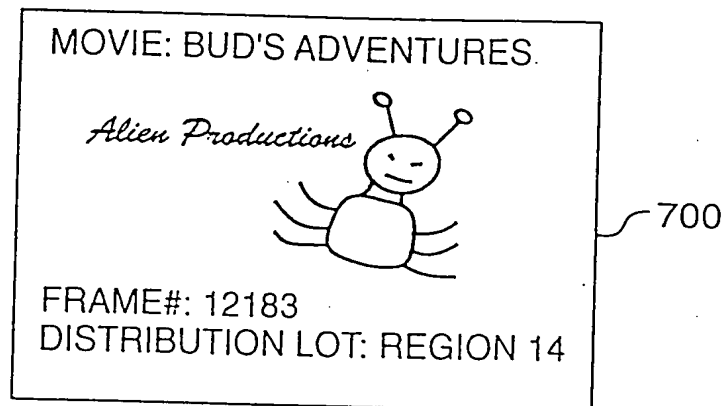 MOVIE: BUD'S ADVENTURES
Alien Productions
700
FRAME#: 12183
DISTRIBUTION LOT: REGION 14